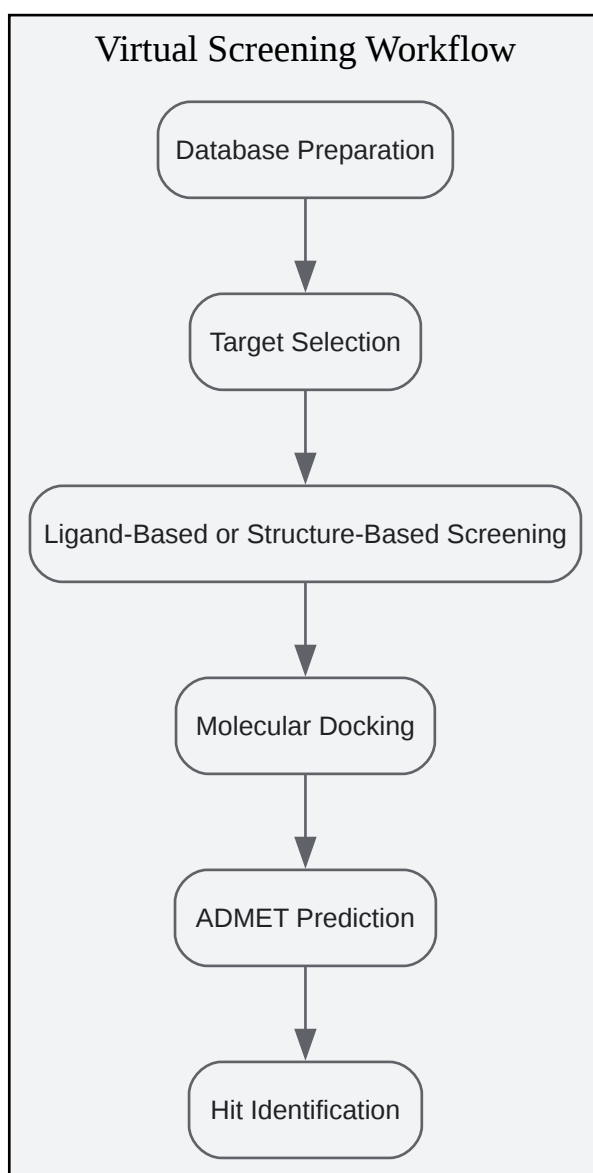 Virtual Screening Workflow
Database Preparation
Target Selection
Ligand-Based or Structure-Based Screening
Molecular Docking
ADMET Prediction
Hit Identification